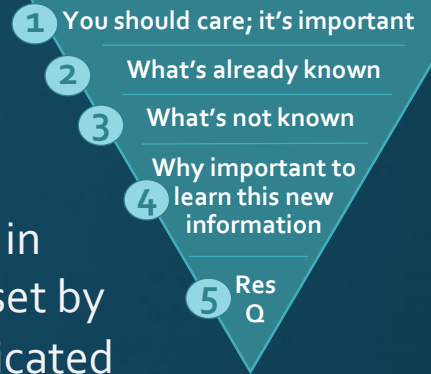 1 You should care; it's important
2 What's already known
3 What's not known
Why important to
4 learn this new
information
in
set by
icated
5 Res
Q